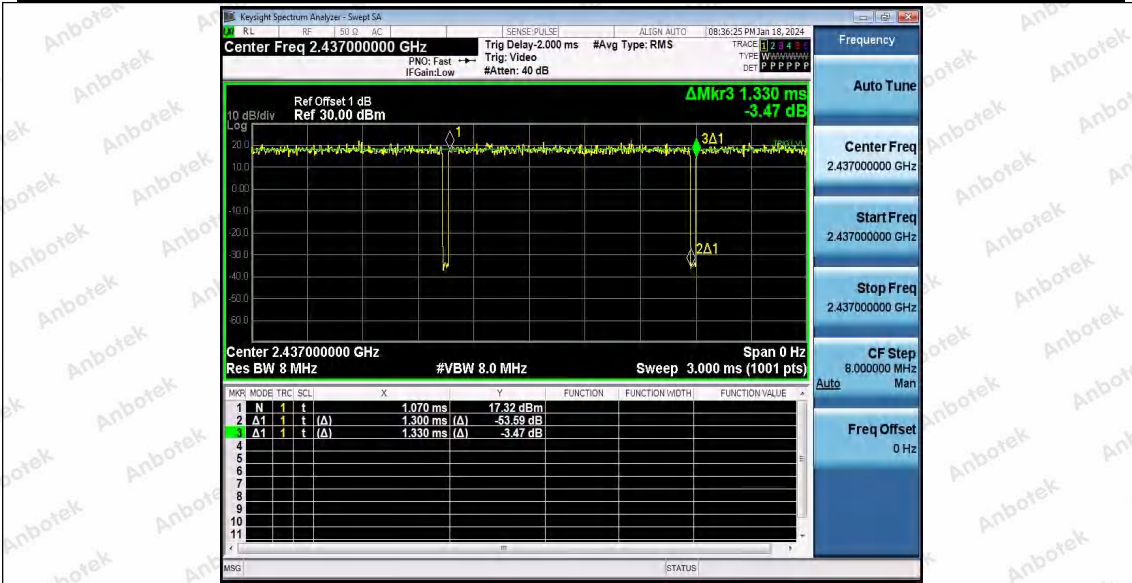 Keysight Spectrum Analyzer - Swept SA
RL RF 50 Ω AC SENSE:PULSE ALIGN AUTO 08:36:25 PM Jan 18, 2024
Center Freq 2.437000000 GHz
PNO: Fast
IFGain:Low
Trig Delay-2.000 ms
Trig: Video
#Atten: 40 dB
#Avg Type: RMS
TRACE 1 2 3 4 5 6
TYPE WWWWWW
DET P P P P P P
Frequency
Auto Tune
Center Freq
2.437000000 GHz
Start Freq
2.437000000 GHz
Stop Freq
2.437000000 GHz
CF Step
8.000000 MHz
Auto Man
Freq Offset
0 Hz
ΔMkr3 1.330 ms
-3.47 dB
Ref Offset 1 dB
10 dB/div Ref 30.00 dBm
Log
20.0
10.0
0.00
-10.0
-20.0
-30.0
-40.0
-50.0
-60.0
1
3Δ1
2Δ1
Center 2.437000000 GHz Span 0 Hz
Res BW 8 MHz #VBW 8.0 MHz Sweep 3.000 ms (1001 pts)
MKR MODE TRC SCL X Y FUNCTION FUNCTION WIDTH FUNCTION VALUE
1 N 1 t 1.070 ms 17.32 dBm
2 Δ1 1 t (Δ) 1.300 ms (Δ) -53.59 dB
3 Δ1 1 t (Δ) 1.330 ms (Δ) -3.47 dB
4
5
6
7
8
9
10
11
MSG STATUS
Anbotek